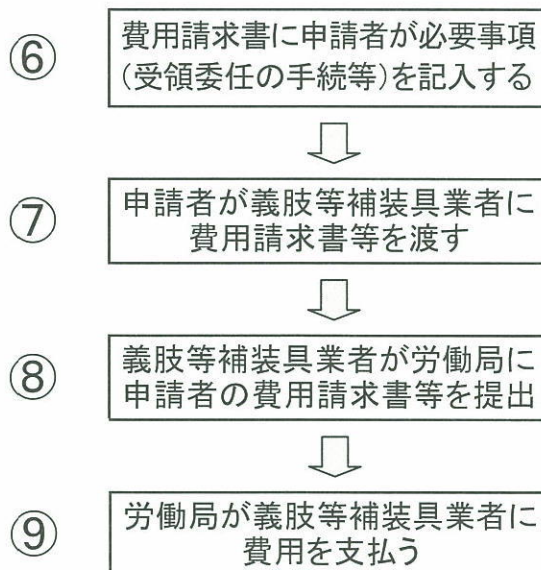 ⑥
費用請求書に申請者が必要事項
(受領委任の手続等)を記入する
⑦
申請者が義肢等補装具業者に
費用請求書等を渡す
⑧
義肢等補装具業者が労働局に
申請者の費用請求書等を提出
⑨
労働局が義肢等補装具業者に
費用を支払う